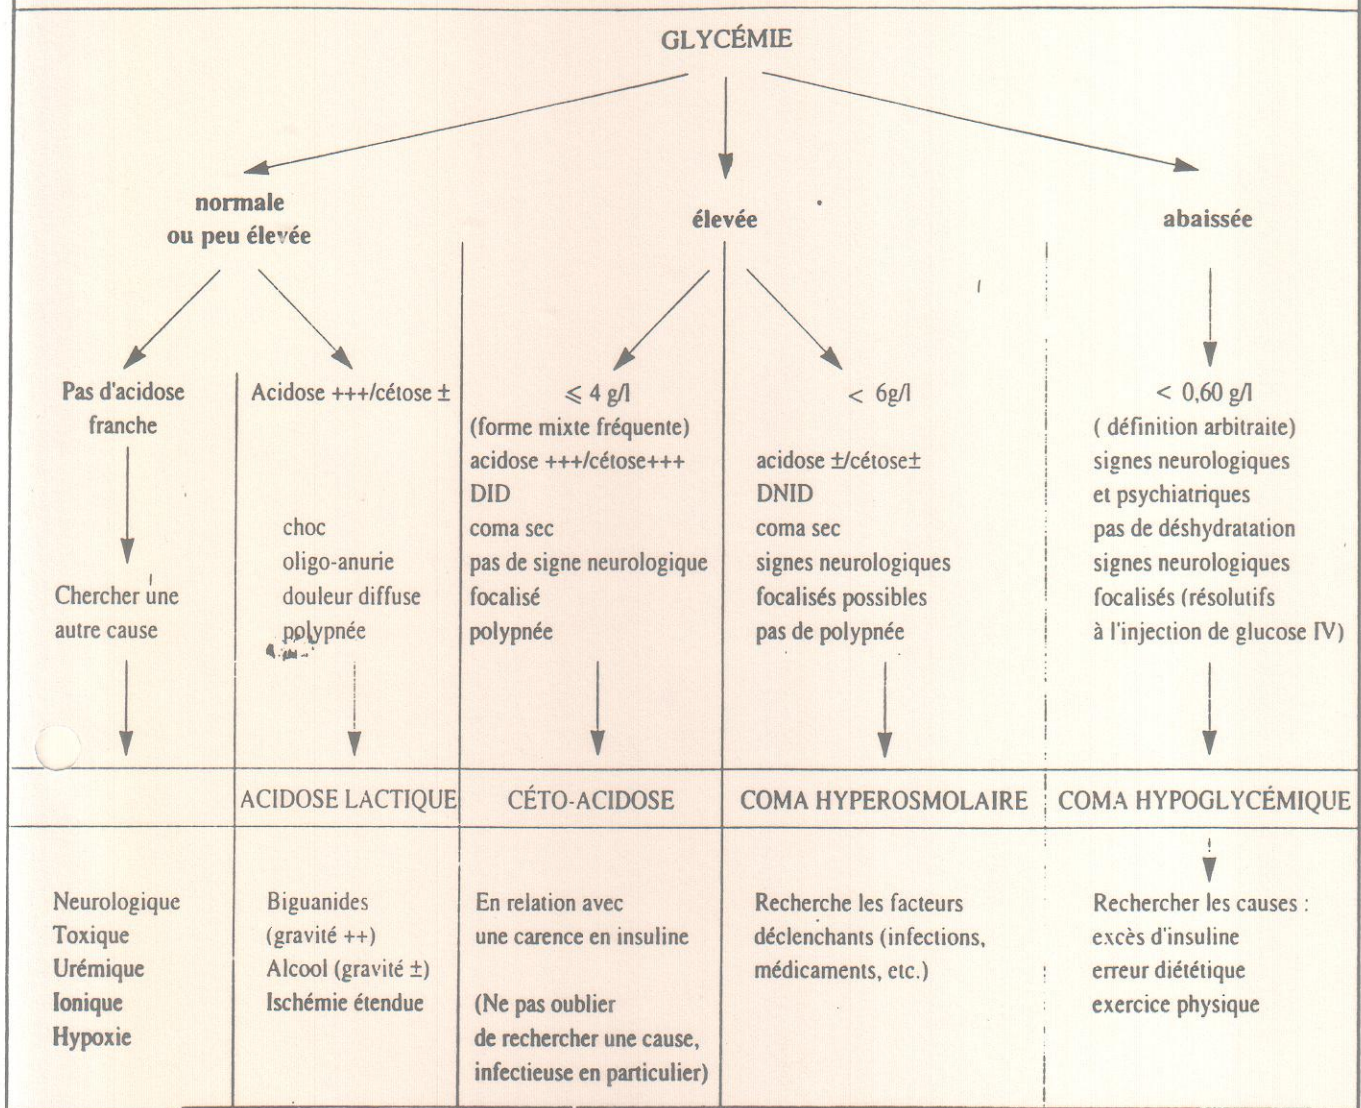 GLYCÉMIE
normale
ou peu élevée
élevée
abaissée
Pas d'acidose
franche
Chercher une
autre cause
Acidose +++/cétose ±
choc
oligo-anurie
douleur diffuse
polypnée
⩽ 4 g/l
(forme mixte fréquente)
acidose +++/cétose+++
DID
coma sec
pas de signe neurologique
focalisé
polypnée
< 6g/l
acidose ±/cétose±
DNID
coma sec
signes neurologiques
focalisés possibles
pas de polypnée
< 0,60 g/l
( définition arbitraite)
signes neurologiques
et psychiatriques
pas de déshydratation
signes neurologiques
focalisés (résolutifs
à l'injection de glucose IV)
ACIDOSE LACTIQUE
CÉTO-ACIDOSE
COMA HYPEROSMOLAIRE
COMA HYPOGLYCÉMIQUE
Neurologique
Toxique
Urémique
Ionique
Hypoxie
Biguanides
(gravité ++)
Alcool (gravité ±)
Ischémie étendue
En relation avec
une carence en insuline
(Ne pas oublier
de rechercher une cause,
infectieuse en particulier)
Recherche les facteurs
déclenchants (infections,
médicaments, etc.)
Rechercher les causes :
excès d'insuline
erreur diététique
exercice physique